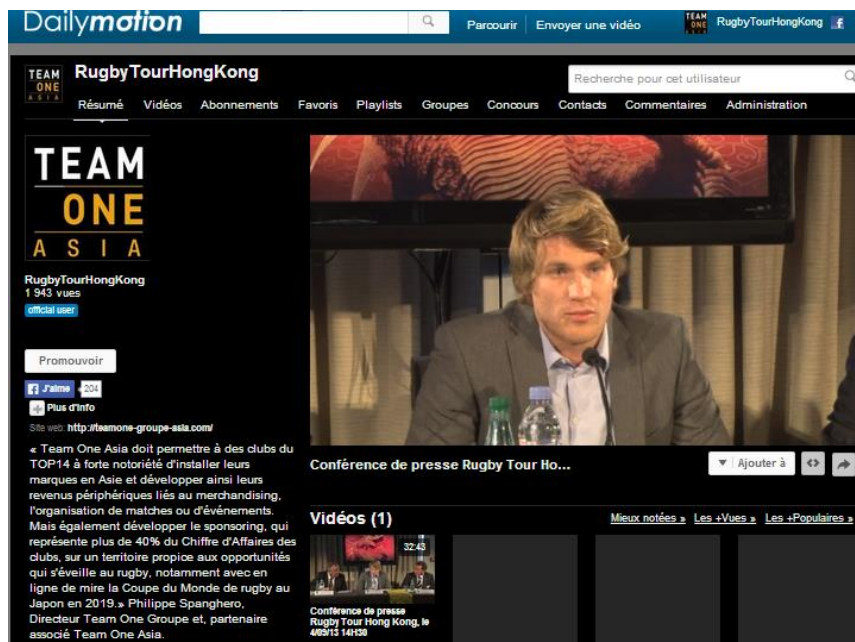 Dailymotion
Parcourir Envoyer une vidéo
TEAM ONE ASIA RugbyTourHongKong f
TEAM ONE ASIA
RugbyTourHongKong
Recherche pour cet utilisateur
Résumé Vidéos Abonnements Favoris Playlists Groupes Concours Contacts Commentaires Administration
TEAM
ONE
ASIA
RugbyTourHongKong
1 943 vues
official user
Promouvoir
f J'aime 204
+ Plus d'info
Site web: http://teamone-groupe-asia.com/
« Team One Asia doit permettre à des clubs du
TOP14 à forte notoriété d'installer leurs
marques en Asie et développer ainsi leurs
revenus périphériques liés au merchandising,
l'organisation de matches ou d'événements.
Mais également développer le sponsoring, qui
représente plus de 40% du Chiffre d'Affaires des
clubs, sur un territoire propice aux opportunités
qui s'éveille au rugby, notamment avec en
ligne de mire la Coupe du Monde de rugby au
Japon en 2019.» Philippe Spanghero,
Directeur Team One Groupe et, partenaire
associé Team One Asia.
Conférence de presse Rugby Tour Ho...
Ajouter à
Vidéos (1)
Mieux notées » Les +Vues » Les +Populaires »
32:43
Conférence de presse
Rugby Tour Hong Kong, le
4/09/13 14H30